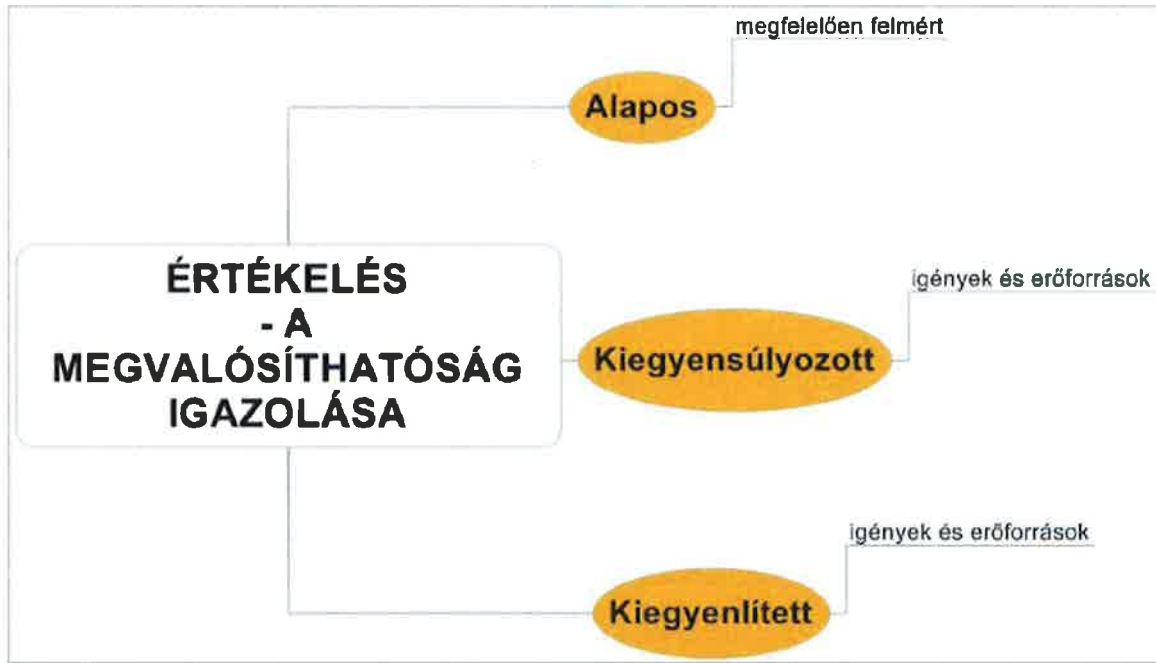 megfelelően felmért
Alapos
ÉRTÉKELÉS
- A
MEGVALÓSÍTHATÓSÁG
IGAZOLÁSA
igények és erőforrások
Kiegyensúlyozott
igények és erőforrások
Kiegyenlített